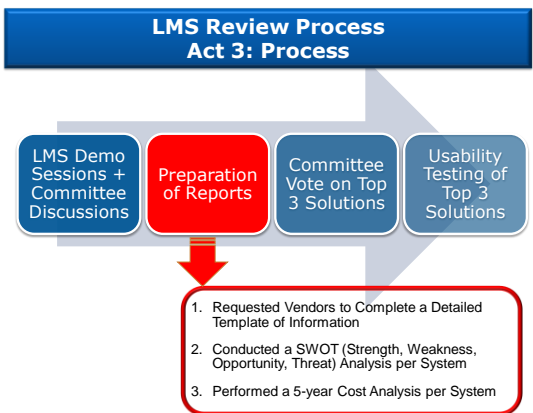 LMS Review Process
Act 3: Process
LMS Demo
Sessions +
Committee
Discussions
Preparation
of Reports
Committee
Vote on Top
3 Solutions
Usability
Testing of
Top 3
Solutions
1. Requested Vendors to Complete a Detailed
Template of Information
2. Conducted a SWOT (Strength, Weakness,
Opportunity, Threat) Analysis per System
3. Performed a 5-year Cost Analysis per System